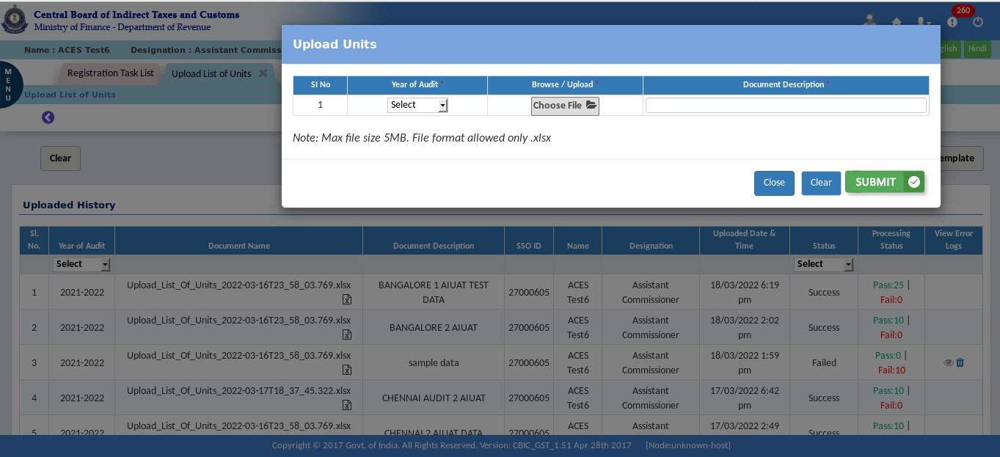 Central Board of Indirect Taxes and Customs
Ministry of Finance - Department of Revenue
260
Name : ACES Test6 Designation : Assistant Commiss
glish Hindi
MENU
Registration Task List Upload List of Units
Upload List of Units
Upload Units
SI No Year of Audit * Browse / Upload * Document Description *
1 Select Choose File
Note: Max file size 5MB. File format allowed only .xlsx
Close Clear SUBMIT
Clear
emplate
Uploaded History
Sl. No. Year of Audit Document Name Document Description SSO ID Name Designation Uploaded Date & Time Status Processing Status View Error Logs
Select Select
1 2021-2022 Upload_List_Of_Units_2022-03-16T23_58_03.769.xlsx BANGALORE 1 AIUAT TEST DATA 27000605 ACES Test6 Assistant Commissioner 18/03/2022 6:19 pm Success Pass:25 | Fail:0
2 2021-2022 Upload_List_Of_Units_2022-03-16T23_58_03.769.xlsx BANGALORE 2 AIUAT 27000605 ACES Test6 Assistant Commissioner 18/03/2022 2:02 pm Success Pass:10 | Fail:0
3 2021-2022 Upload_List_Of_Units_2022-03-16T23_58_03.769.xlsx sample data 27000605 ACES Test6 Assistant Commissioner 18/03/2022 1:59 pm Failed Pass:0 | Fail:10
4 2021-2022 Upload_List_Of_Units_2022-03-17T18_37_45.322.xlsx CHENNAI AUDIT 2 AIUAT 27000605 ACES Test6 Assistant Commissioner 17/03/2022 6:42 pm Success Pass:10 | Fail:0
5 2021-2022 Upload_List_Of_Units_2022-03-16T23_58_03.769.xlsx CHENNAI 2 AIUAT DATA 27000605 ACES Assistant 17/03/2022 2:49 Success Pass:10 |
Copyright © 2017 Govt. of India. All Rights Reserved. Version: CBIC_GST_1.51 Apr 28th 2017 [Node:unknown-host]